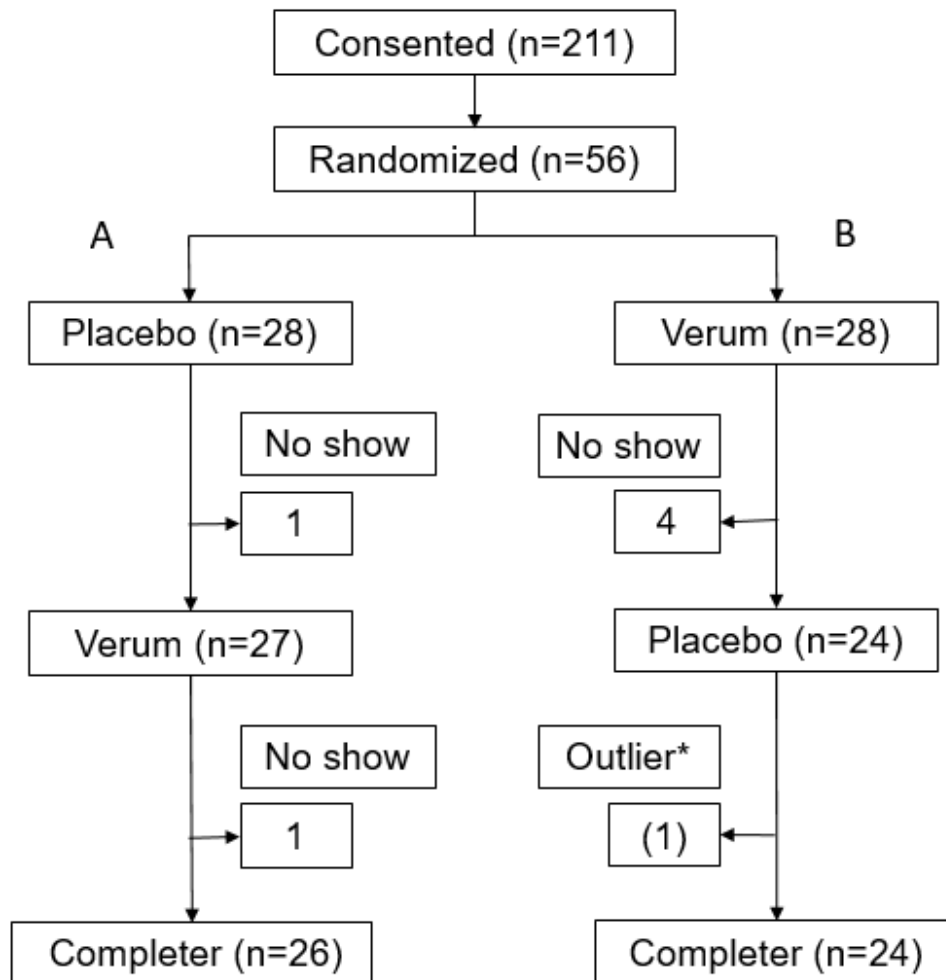 Consented (n=211)
Randomized (n=56)
A
B
Placebo (n=28)
Verum (n=28)
No show
No show
1
4
Verum (n=27)
Placebo (n=24)
No show
Outlier*
1
(1)
Completer (n=26)
Completer (n=24)